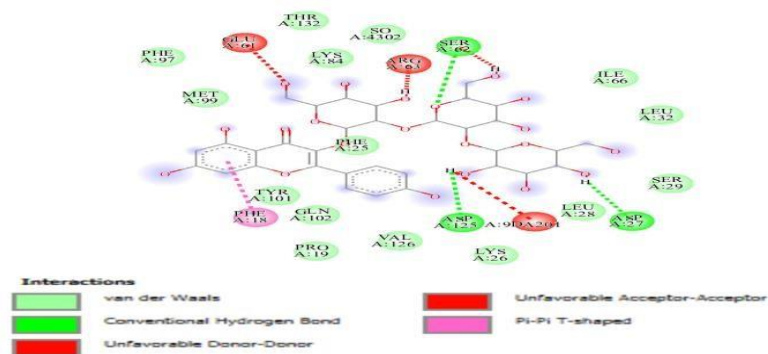 THR
A:132
GLU
A:61
SO
A:4302
SER
A:62
PHE
A:97
LYS
A:84
ARG
A:63
ILE
A:66
MET
A:99
LEU
A:32
PHE
A:25
SER
A:29
TYR
A:101
PHE
A:18
GLN
A:102
LEU
A:28
ASP
A:125
ASP
A:27
PRO
A:19
VAL
A:126
LYS
A:26
Interactions
van der Waals
Unfavorable Acceptor-Acceptor
Conventional Hydrogen Bond
Pi-Pi T-shaped
Unfavorable Donor-Donor